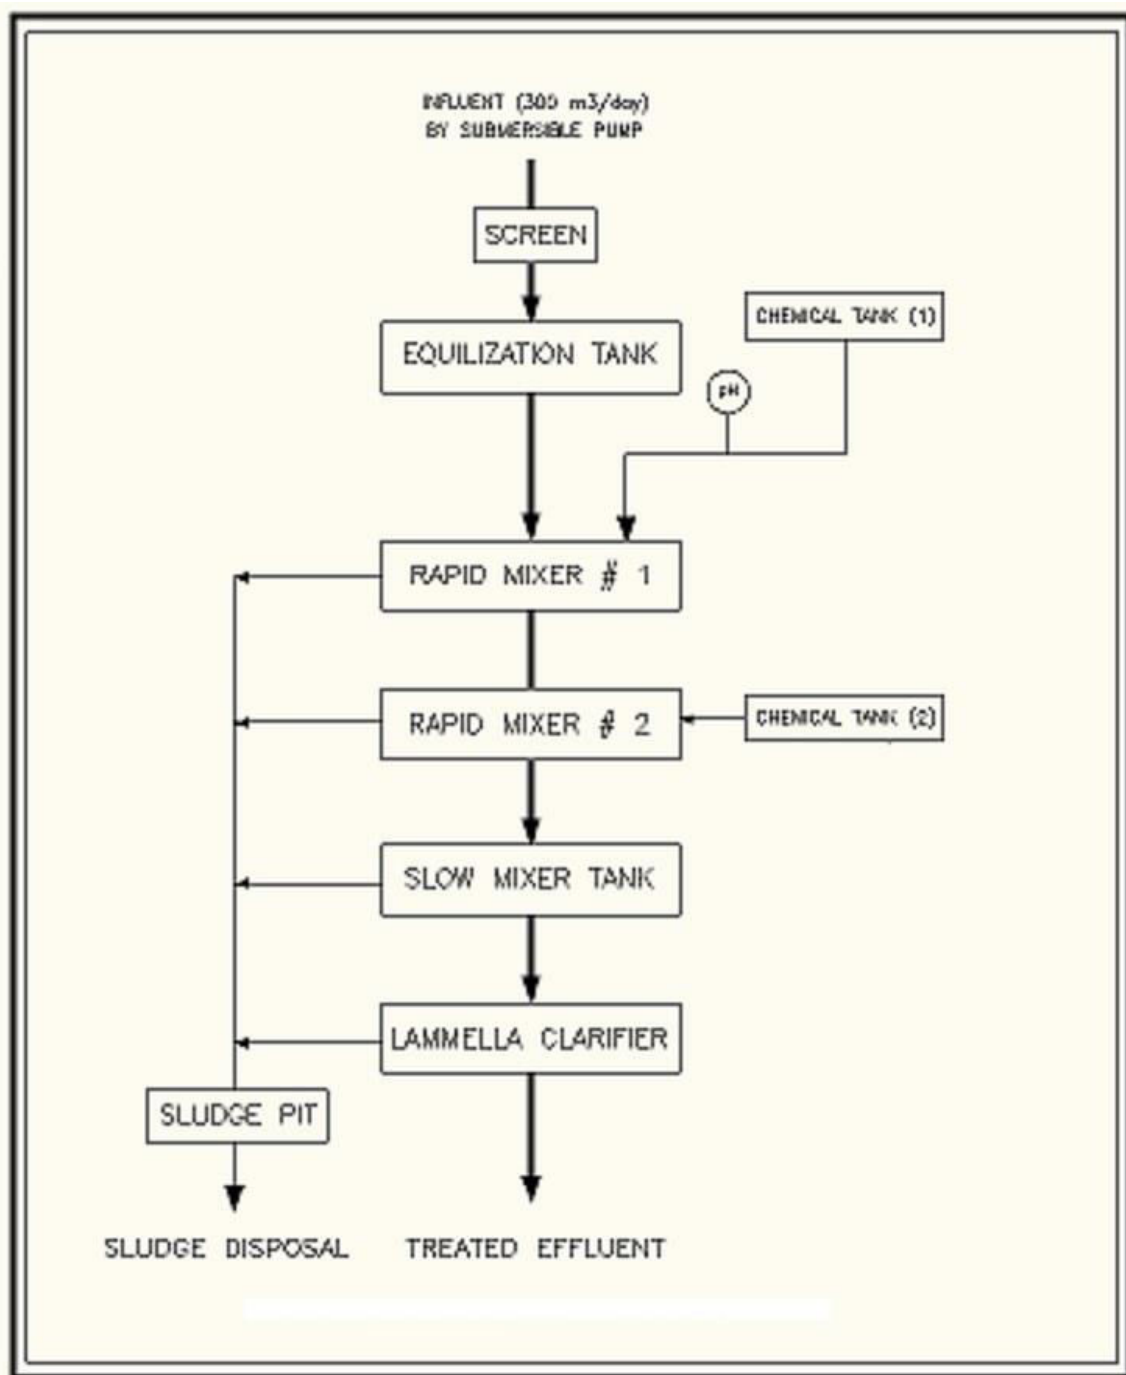 INFLUENT (300 m3/day)
BY SUBMERSIBLE PUMP
SCREEN
EQUILIZATION TANK
CHEMICAL TANK (1)
pH
RAPID MIXER # 1
RAPID MIXER # 2
CHEMICAL TANK (2)
SLOW MIXER TANK
LAMMELLA CLARIFIER
SLUDGE PIT
SLUDGE DISPOSAL
TREATED EFFLUENT